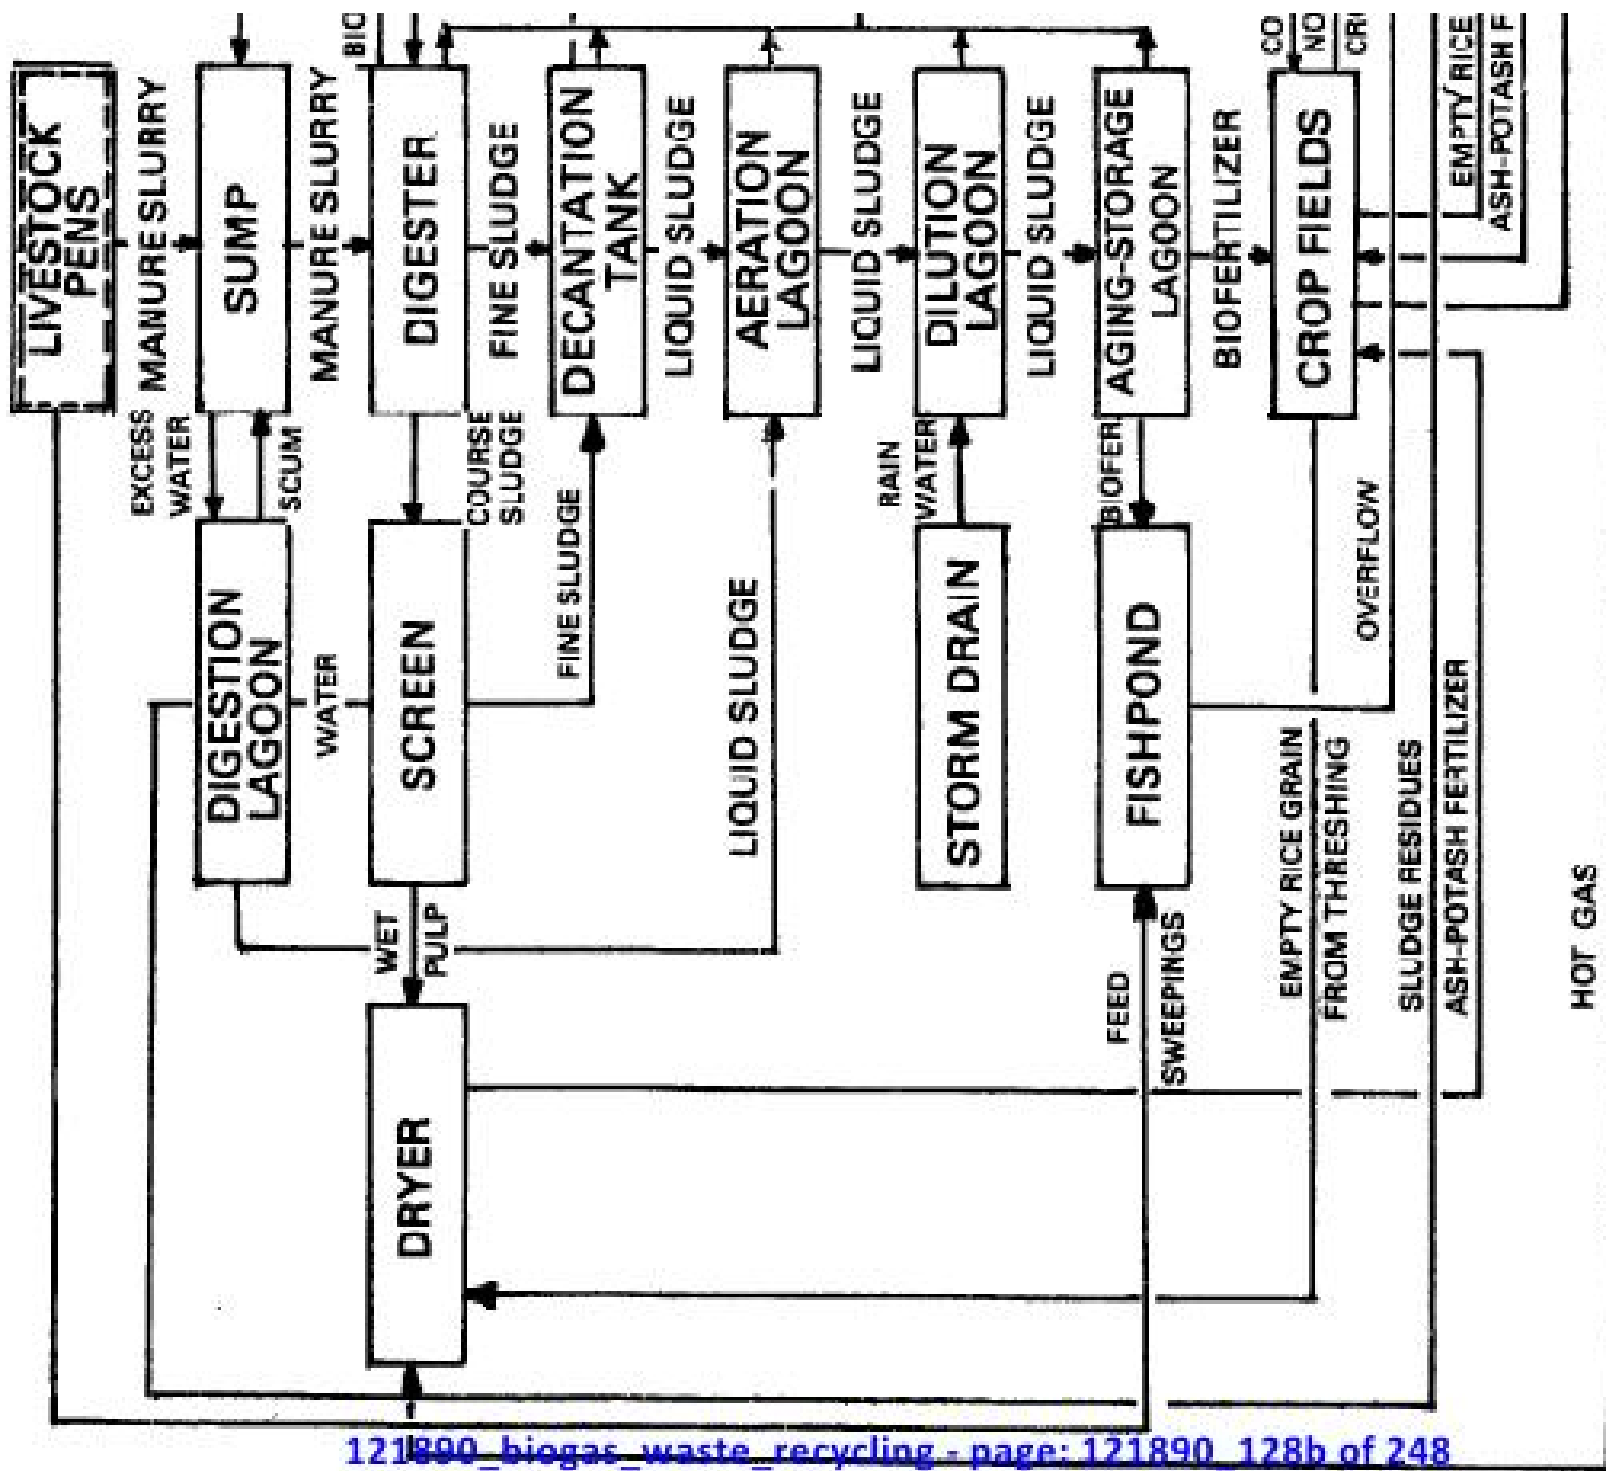 LIVESTOCK
PENS
MANURE SLURRY
SUMP
MANURE SLURRY
BIO
DIGESTER
FINE SLUDGE
DECANTATION
TANK
LIQUID SLUDGE
AERATION
LAGOON
LIQUID SLUDGE
DILUTION
LAGOON
LIQUID SLUDGE
AGING-STORAGE
LAGOON
BIOFERTILIZER
CROP FIELDS
CO
NO
CR
EMPTY RICE
ASH-POTASH F
EXCESS
WATER
SCUM
COURSE
SLUDGE
FINE SLUDGE
RAIN
WATER
BIOFER
OVERFLOW
DIGESTION
LAGOON
WATER
SCREEN
LIQUID SLUDGE
STORM DRAIN
FISHPOND
EMPTY RICE GRAIN
FROM THRESHING
SLUDGE RESIDUES
ASH-POTASH FERTILIZER
WET
PULP
FEED
SWEEPINGS
HOT GAS
DRYER
121890_biogas_waste_recycling - page: 121890_128b of 248